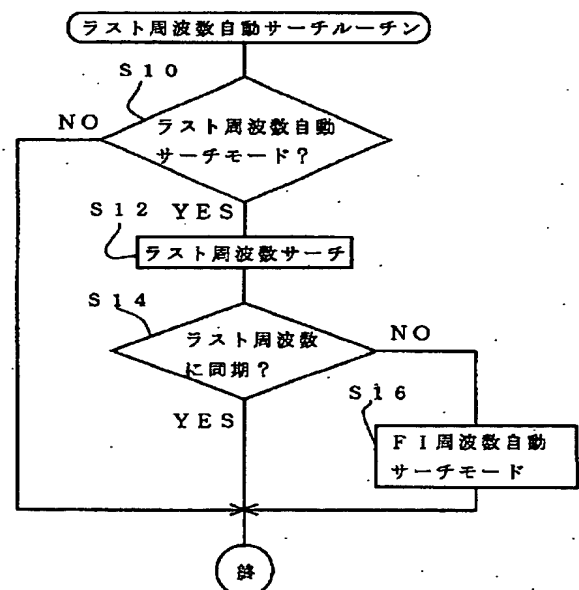 ラスト周波数自動サーチルーチン
S10
NO
ラスト周波数自動
サーチモード?
S12
YES
ラスト周波数サーチ
S14
ラスト周波数
に同期?
NO
YES
S16
FI周波数自動
サーチモード
終